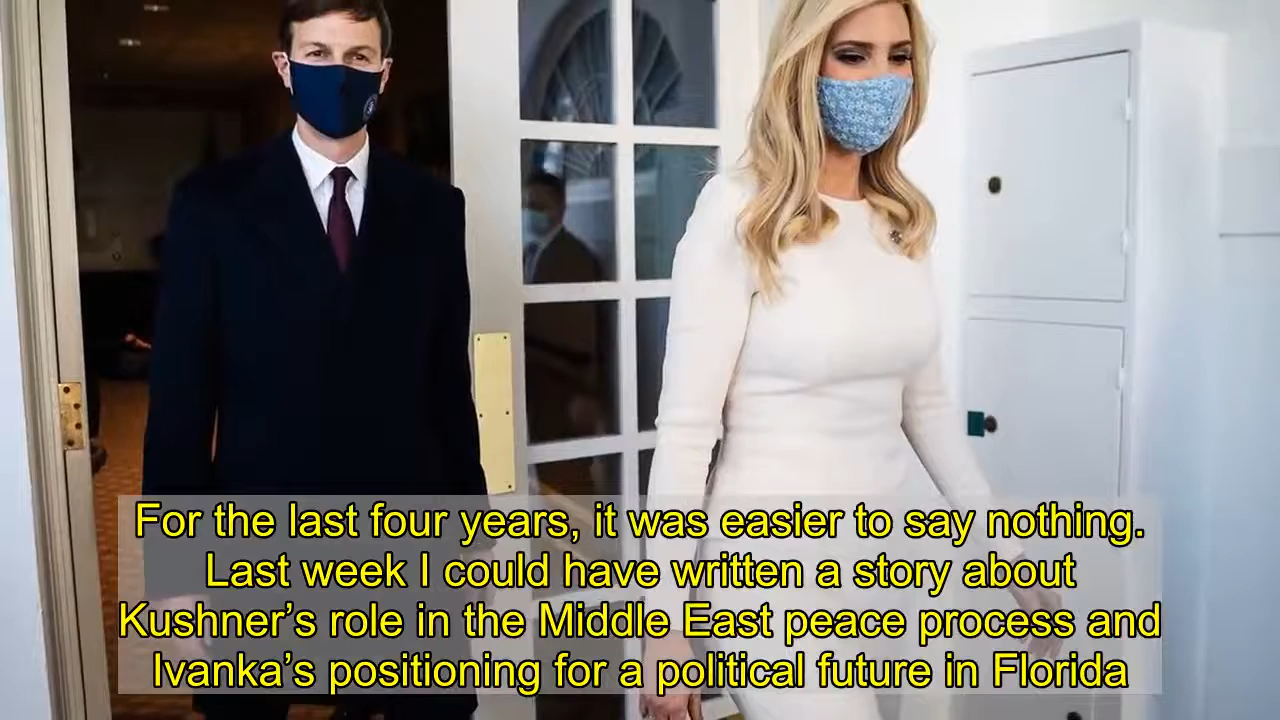 For the last four years, it was easier to say nothing.
Last week I could have written a story about
Kushner’s role in the Middle East peace process and
Ivanka’s positioning for a political future in Florida